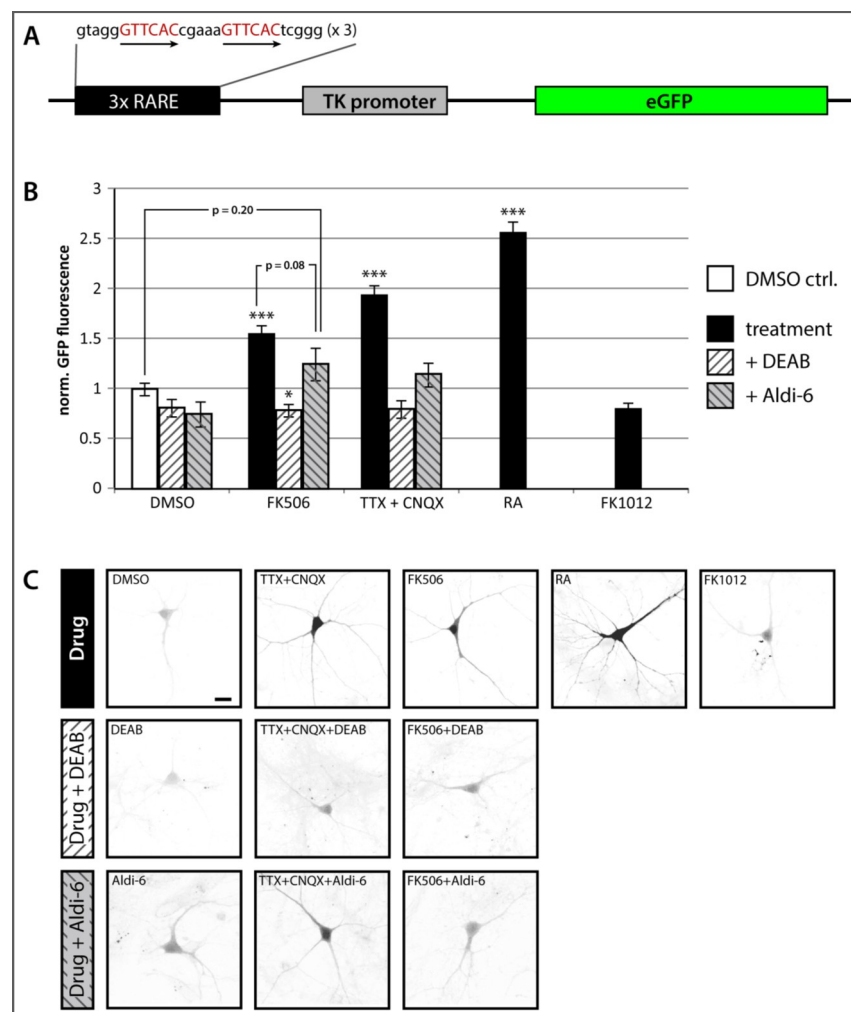 A
gtaggGTTCACcgaaaGTTCACtcggg (x 3)
3x RARE
TK promoter
eGFP
B
norm. GFP fluorescence
3
2.5
2
1.5
1
0.5
0
p = 0.20
p = 0.08
***
*
***
***
DMSO
FK506
TTX + CNQX
RA
FK1012
DMSO ctrl.
treatment
+ DEAB
+ Aldi-6
C
Drug
DMSO
TTX+CNQX
FK506
RA
FK1012
Drug + DEAB
DEAB
TTX+CNQX+DEAB
FK506+DEAB
Drug + Aldi-6
Aldi-6
TTX+CNQX+Aldi-6
FK506+Aldi-6